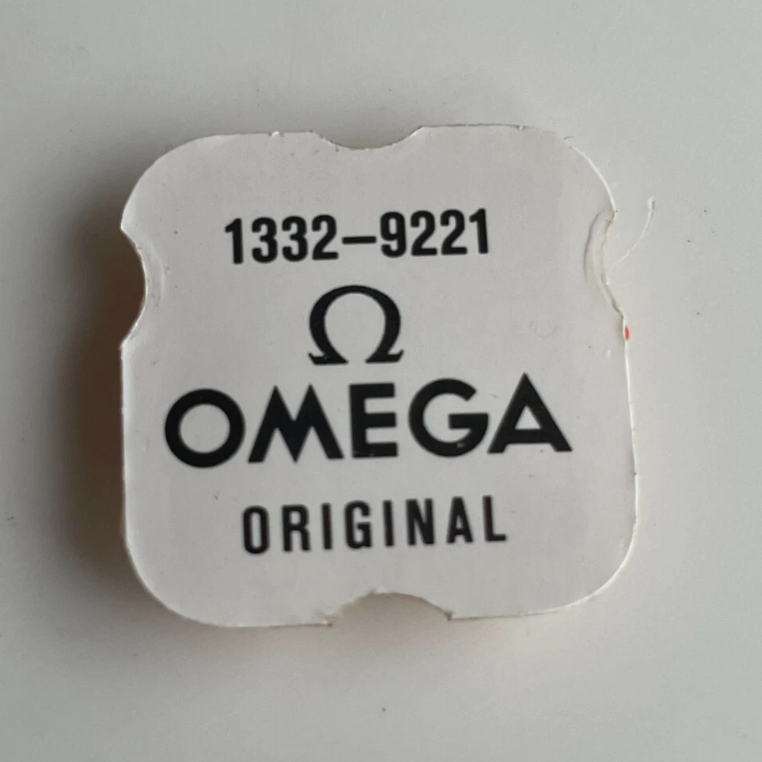 1332-9221
Ω
OMEGA
ORIGINAL